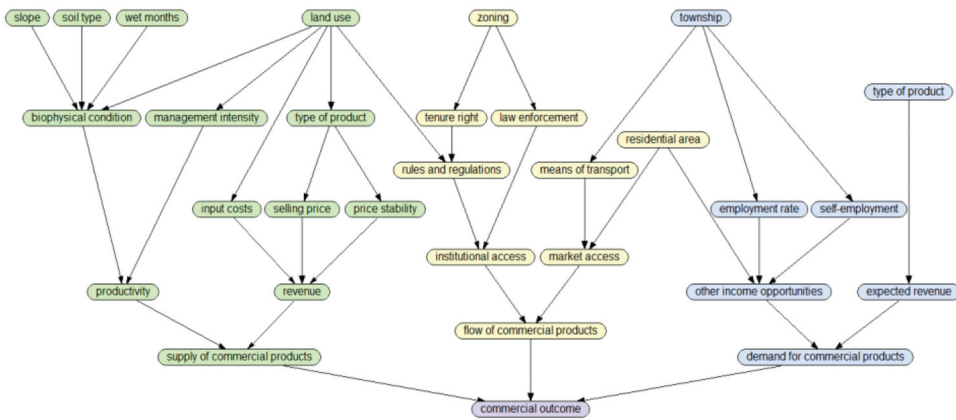 slope
soil type
wet months
land use
zoning
township
type of product
biophysical condition
management intensity
type of product
tenure right
law enforcement
residential area
rules and regulations
means of transport
input costs
selling price
price stability
employment rate
self-employment
institutional access
market access
productivity
revenue
other income opportunities
expected revenue
flow of commercial products
supply of commercial products
demand for commercial products
commercial outcome